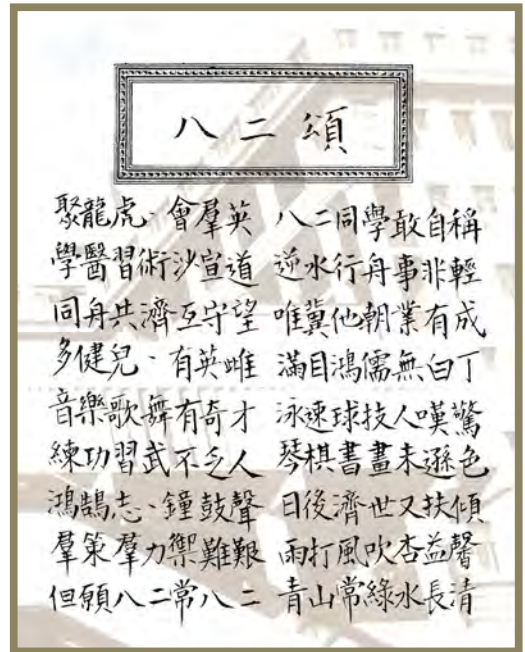 八二頌
聚龍虎、會羣英 八二同學敢自稱
學醫習術沙宣道 逆水行舟事非輕
同舟共濟互守望 唯冀他朝業有成
多健兒、有英雌 滿目鴻儒無白丁
音樂歌舞有奇才 泳速球技人嘆驚
練功習武不乏人 琴棋書畫未遜色
鴻鵠志、鐘鼓聲 日後濟世又扶傾
羣策羣力禦難艱 雨打風吹杏益馨
但願八二常八二 青山常綠水長清